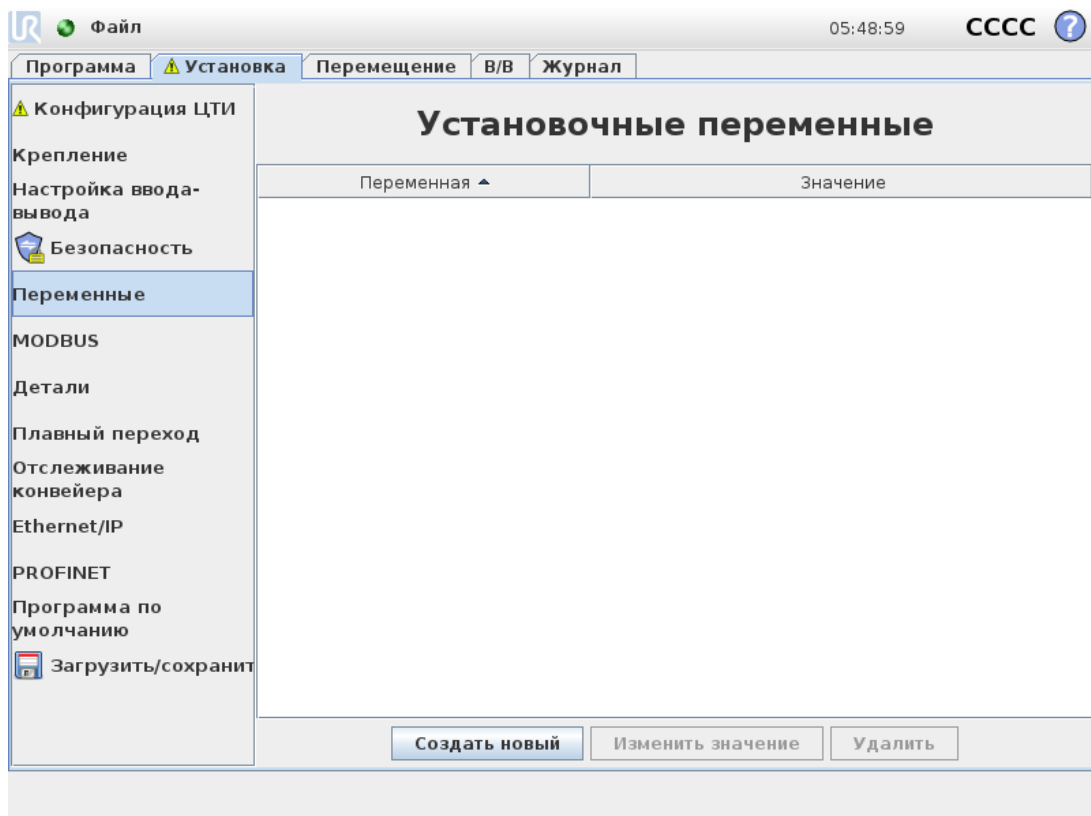 Файл 05:48:59 CCCC ?
Программа Установка Перемещение В/В Журнал
Конфигурация ЦТИ
Крепление
Настройка ввода-
вывода
Безопасность
Переменные
MODBUS
Детали
Плавный переход
Отслеживание
конвейера
Ethernet/IP
PROFINET
Программа по
умолчанию
Загрузить/сохранит
Установочные переменные
Переменная Значение
Создать новый Изменить значение Удалить